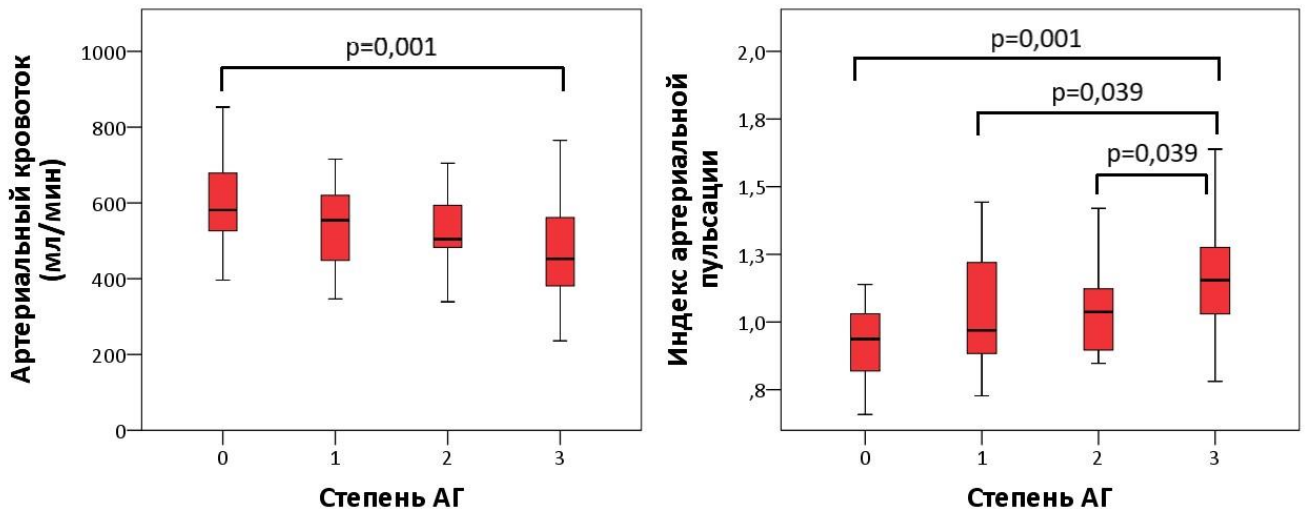 Артериальный кровоток
(мл/мин)
1000
800
600
400
200
0
p=0,001
0 1 2 3
Степень АГ
Индекс артериальной
пульсации
2,0
1,8
1,5
1,3
1,0
,8
p=0,001
p=0,039
p=0,039
0 1 2 3
Степень АГ